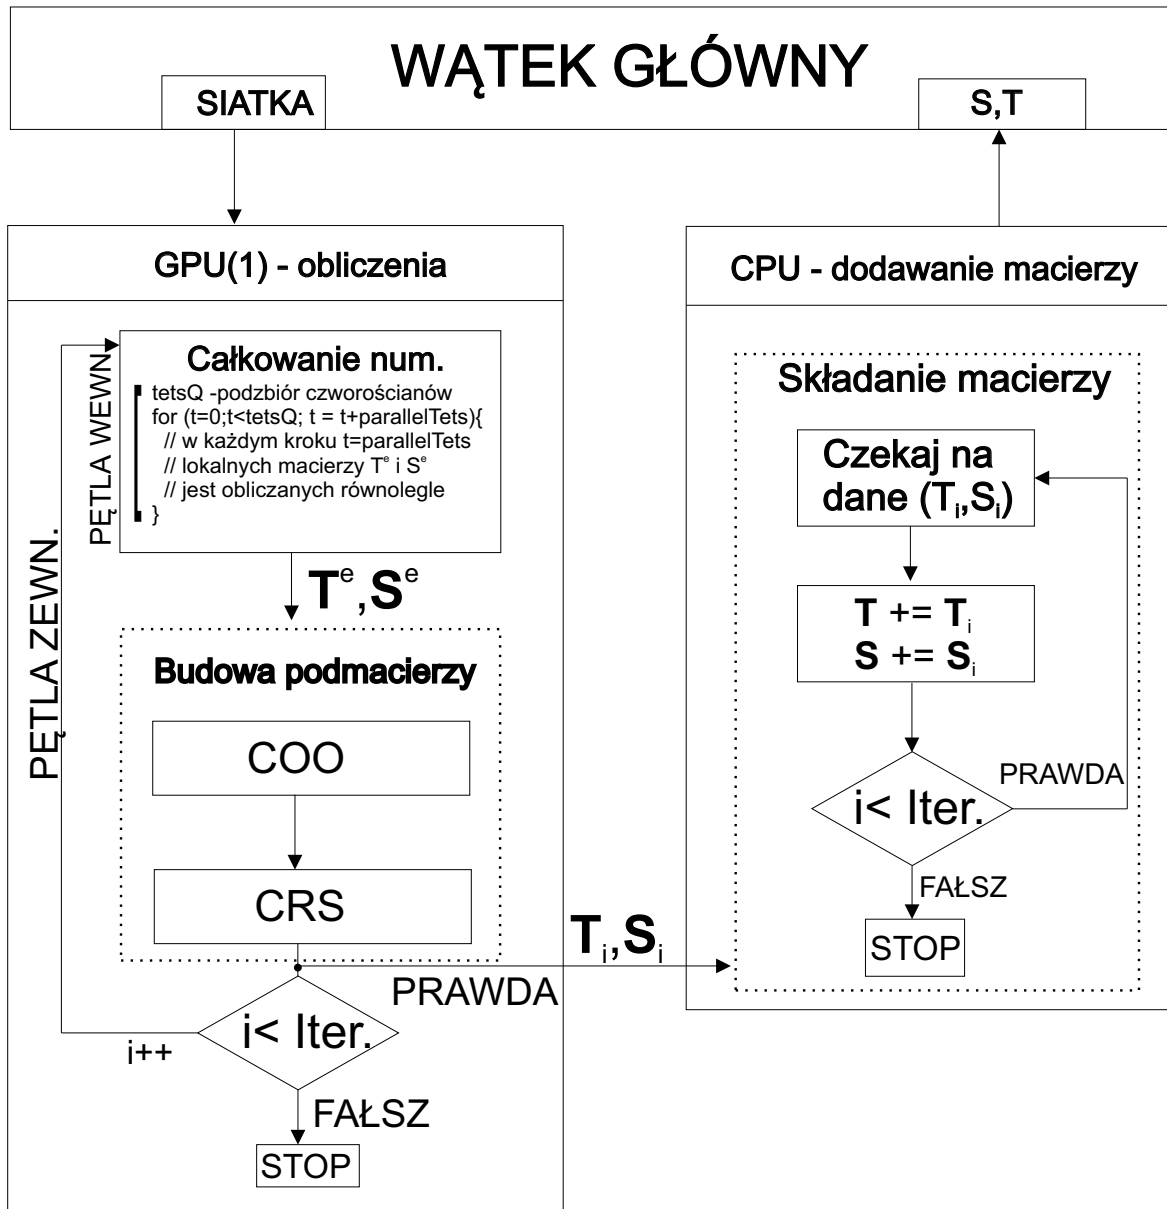 WĄTEK GŁÓWNY
SIATKA
S,T
GPU(1) - obliczenia
PĘTLA ZEWN.
PĘTLA WEWN
Całkowanie num.
tetsQ -podzbiór czworościanów
for (t=0;t<tetsQ; t = t+parallelTets){
// w każdym kroku t=parallelTets
// lokalnych macierzy Tᵉ i Sᵉ
// jest obliczanych równolegle
}
Tᵉ,Sᵉ
Budowa podmacierzy
COO
CRS
Tᵢ,Sᵢ
PRAWDA
i< Iter.
i++
FAŁSZ
STOP
CPU - dodawanie macierzy
Składanie macierzy
Czekaj na
dane (Tᵢ,Sᵢ)
T += Tᵢ
S += Sᵢ
i< Iter.
PRAWDA
FAŁSZ
STOP